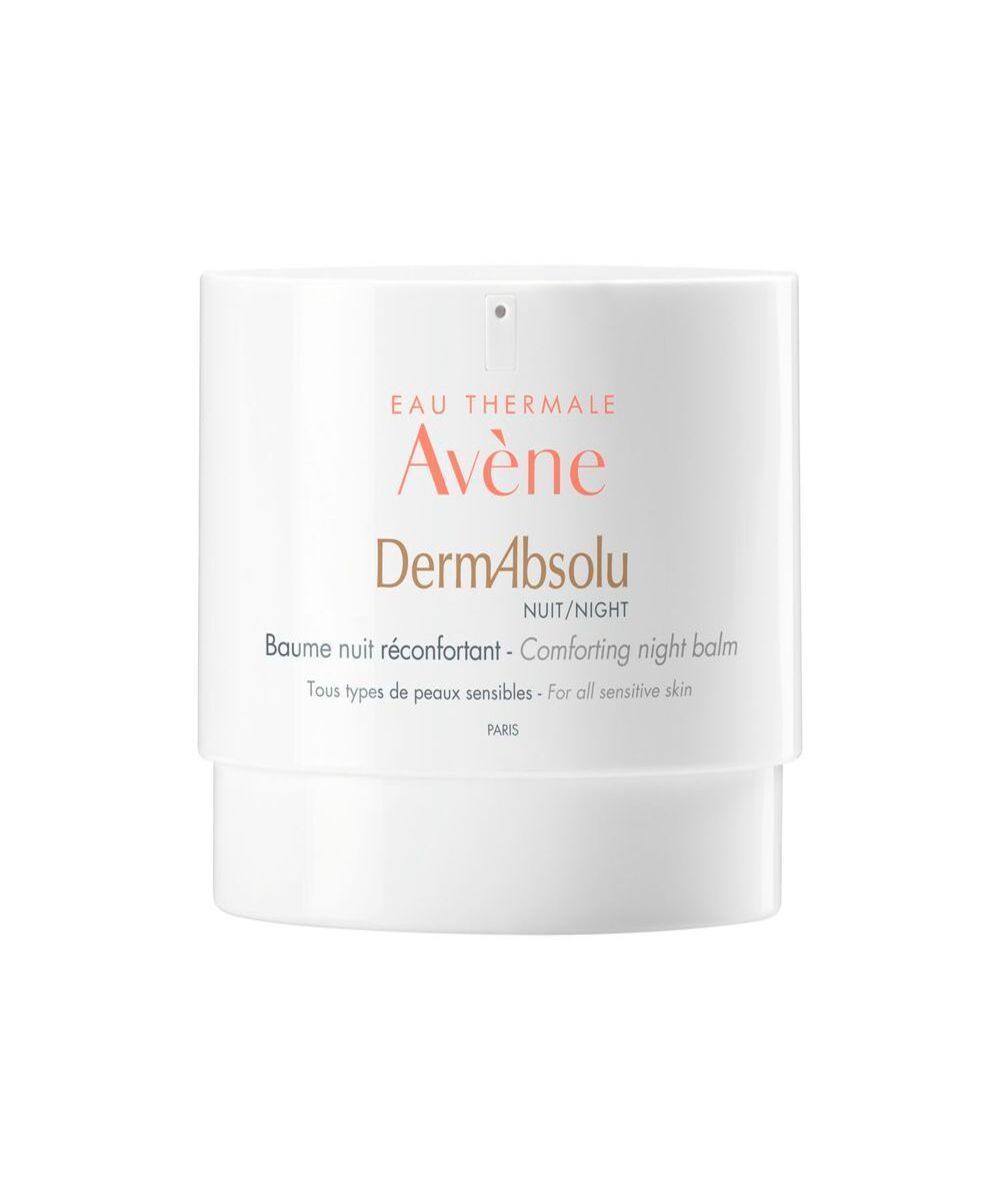 EAU THERMALE
Avène
DermAbsolu
NUIT/NIGHT
Baume nuit réconfortant - Comforting night balm
Tous types de peaux sensibles - For all sensitive skin
PARIS